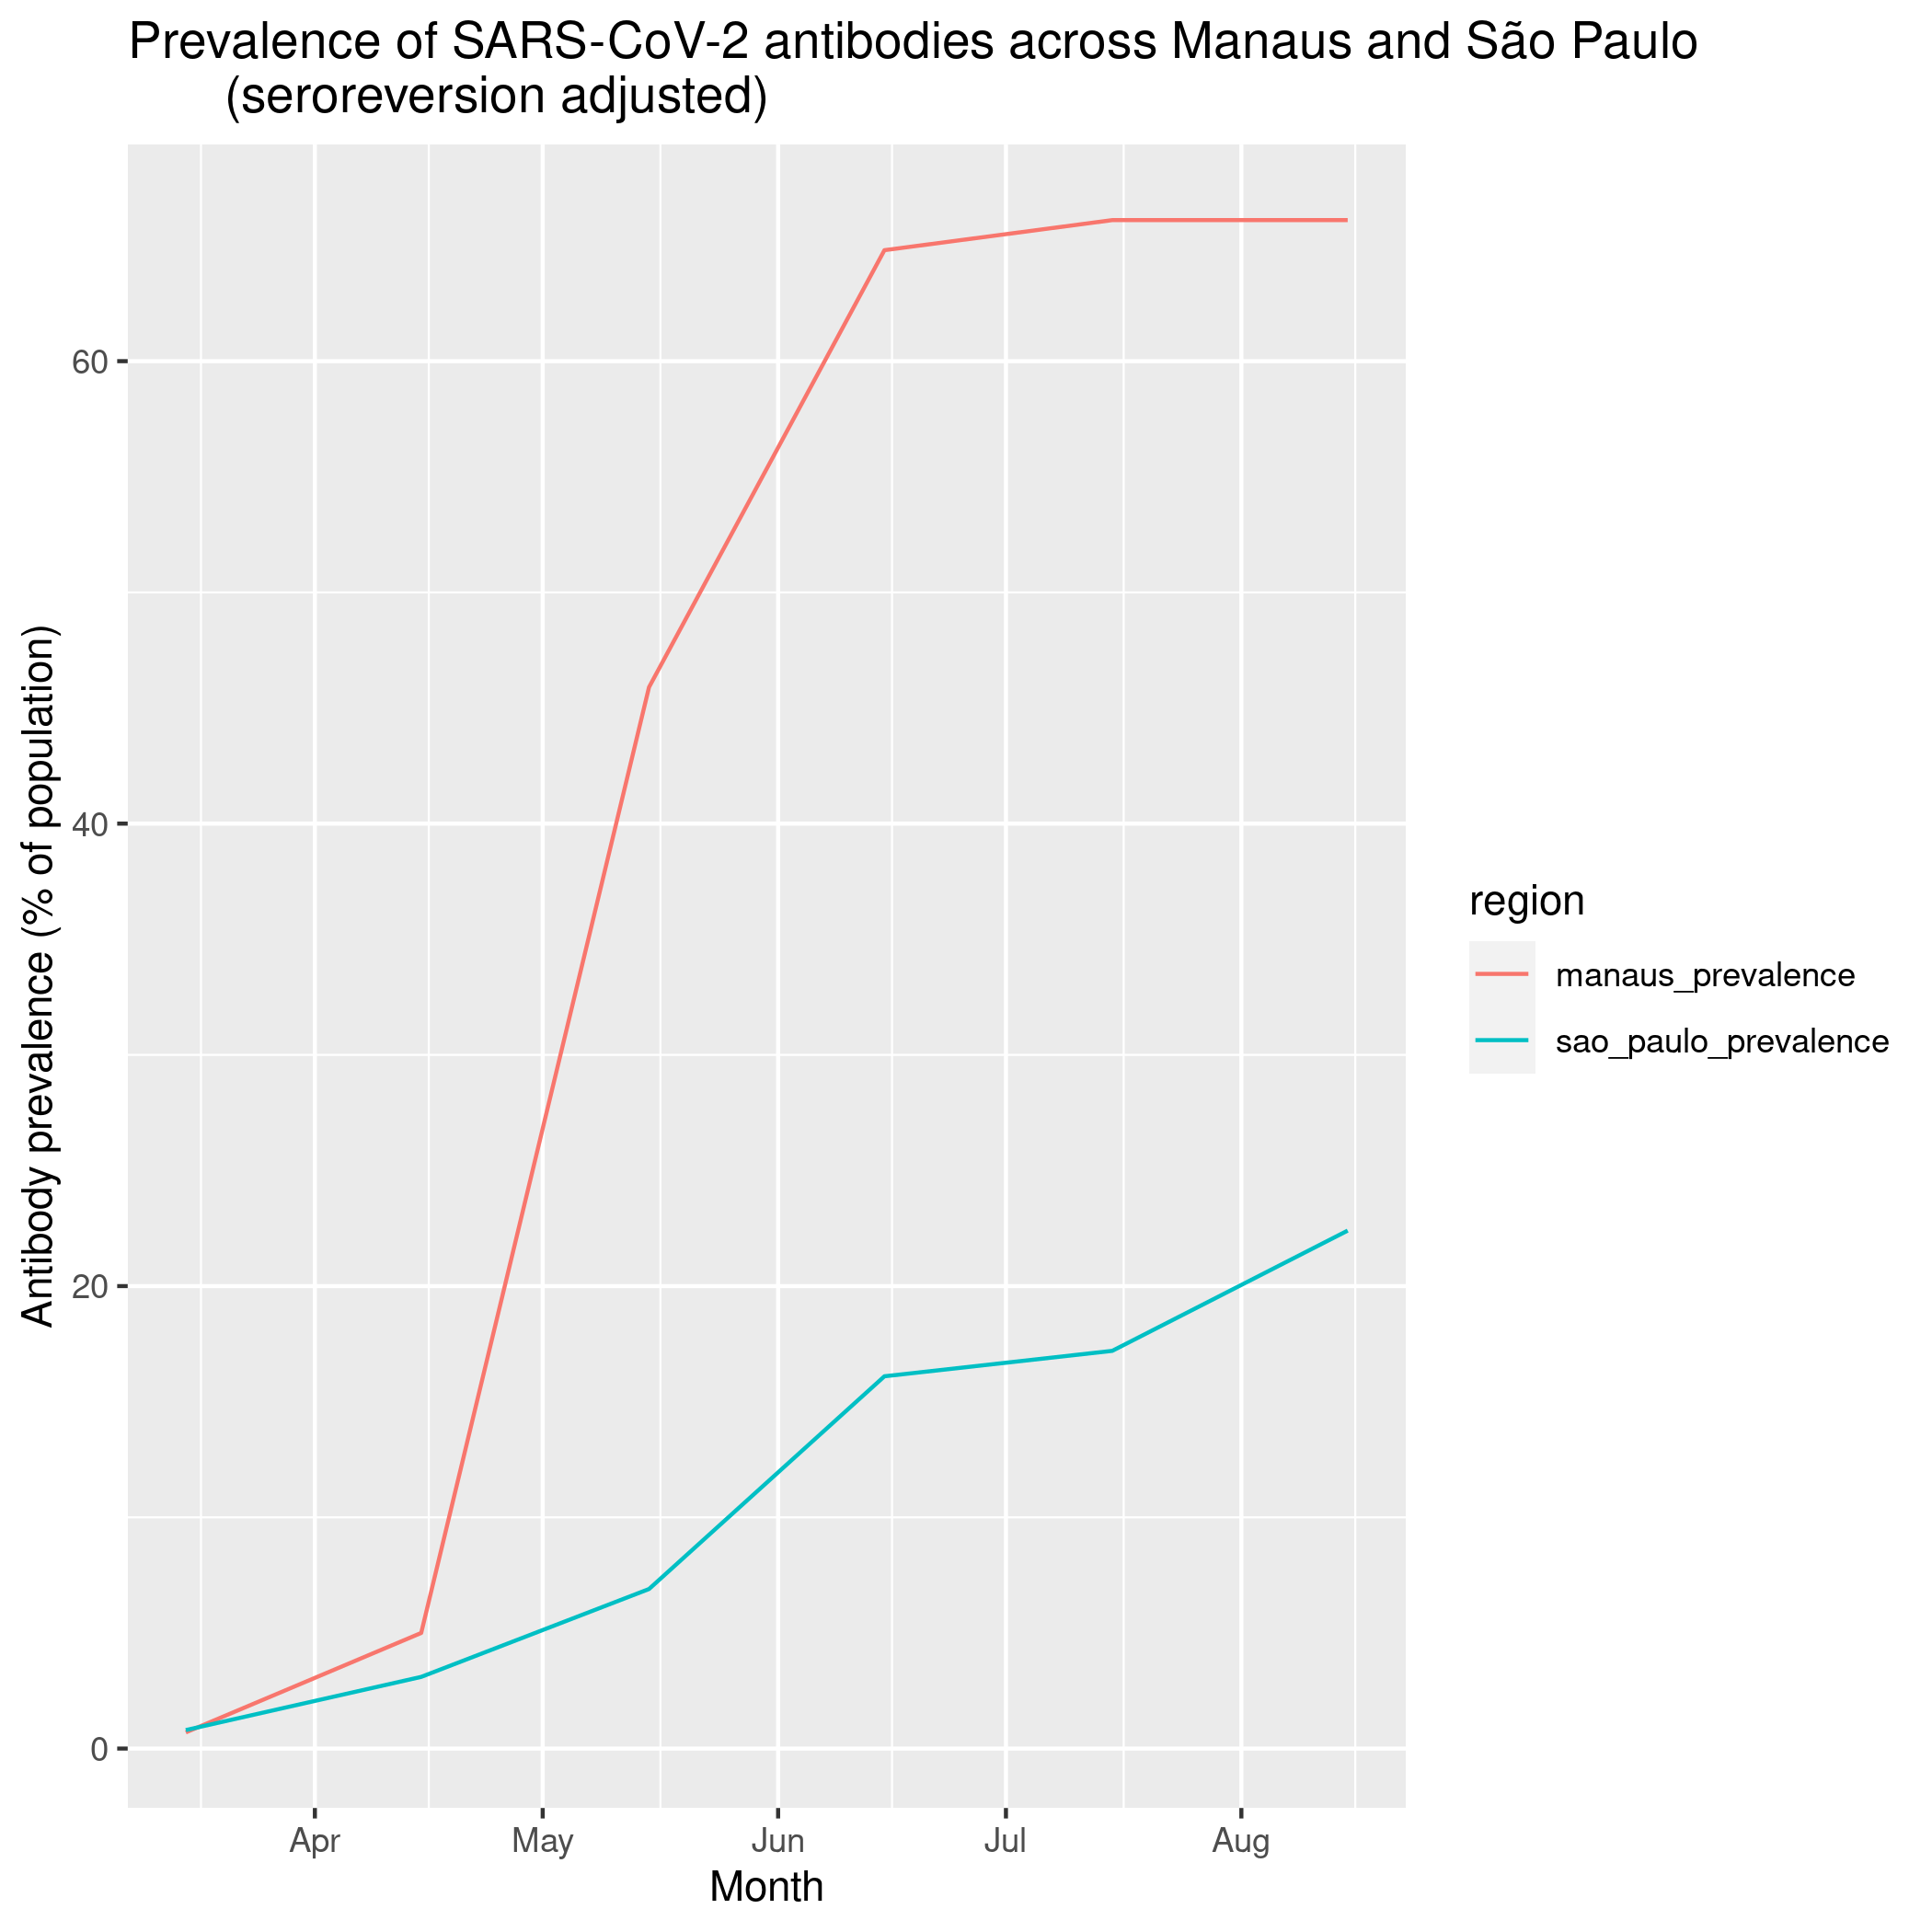 Prevalence of SARS-CoV-2 antibodies across Manaus and São Paulo
(seroreversion adjusted)
Antibody prevalence (% of population)
60
40
20
0
Apr
May
Jun
Jul
Aug
Month
region
manaus_prevalence
sao_paulo_prevalence